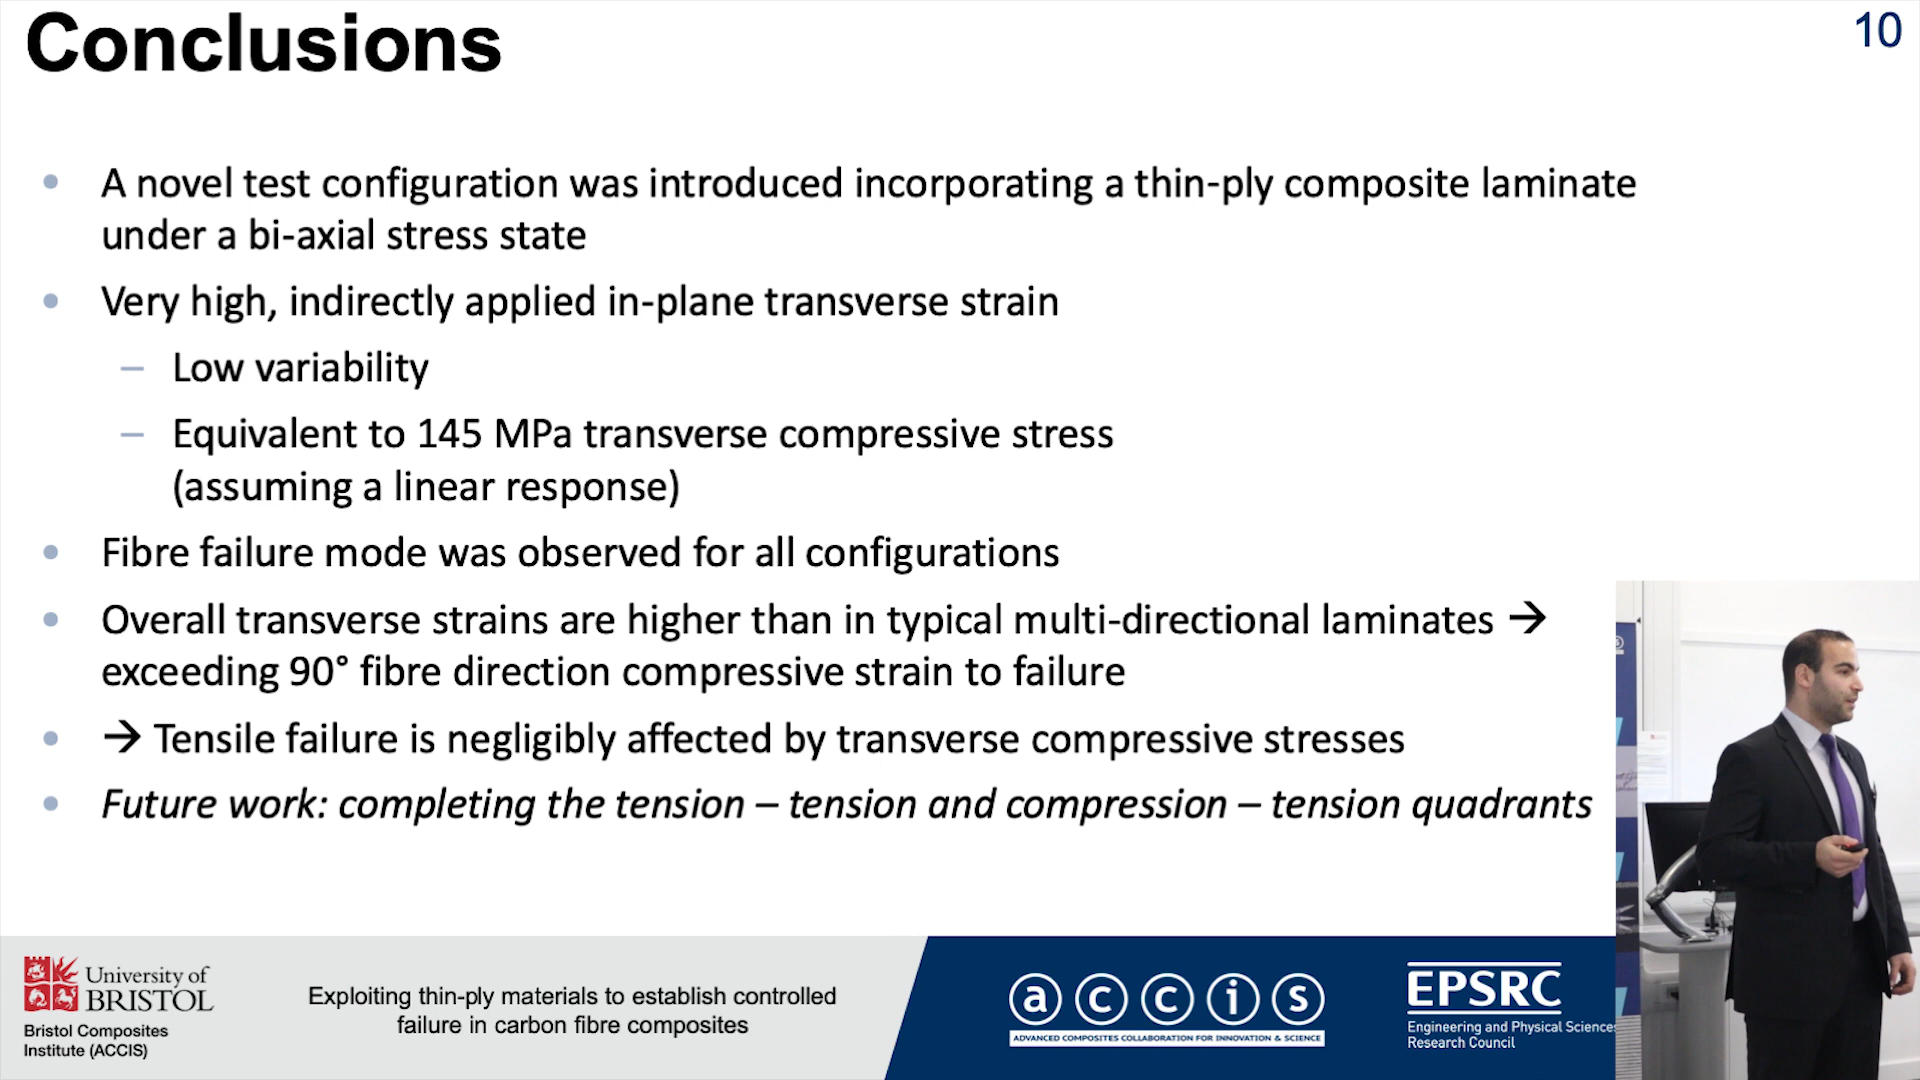 Conclusions
10
• A novel test configuration was introduced incorporating a thin-ply composite laminate
under a bi-axial stress state
• Very high, indirectly applied in-plane transverse strain
– Low variability
– Equivalent to 145 MPa transverse compressive stress
(assuming a linear response)
• Fibre failure mode was observed for all configurations
• Overall transverse strains are higher than in typical multi-directional laminates →
exceeding 90° fibre direction compressive strain to failure
• → Tensile failure is negligibly affected by transverse compressive stresses
• Future work: completing the tension – tension and compression – tension quadrants
University of
BRISTOL
Bristol Composites
Institute (ACCIS)
Exploiting thin-ply materials to establish controlled
failure in carbon fibre composites
accis
ADVANCED COMPOSITES COLLABORATION FOR INNOVATION & SCIENCE
EPSRC
Engineering and Physical Sciences
Research Council